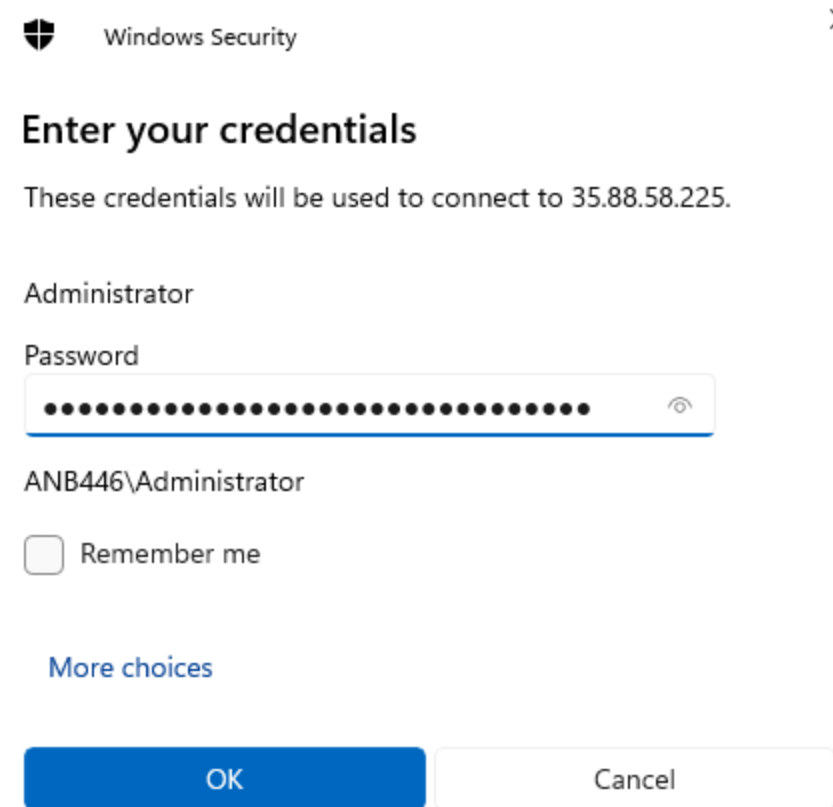 Windows Security
Enter your credentials
These credentials will be used to connect to 35.88.58.225.
Administrator
Password
••••••••••••••••••••••••••••••••
ANB446\Administrator
Remember me
More choices
OK
Cancel